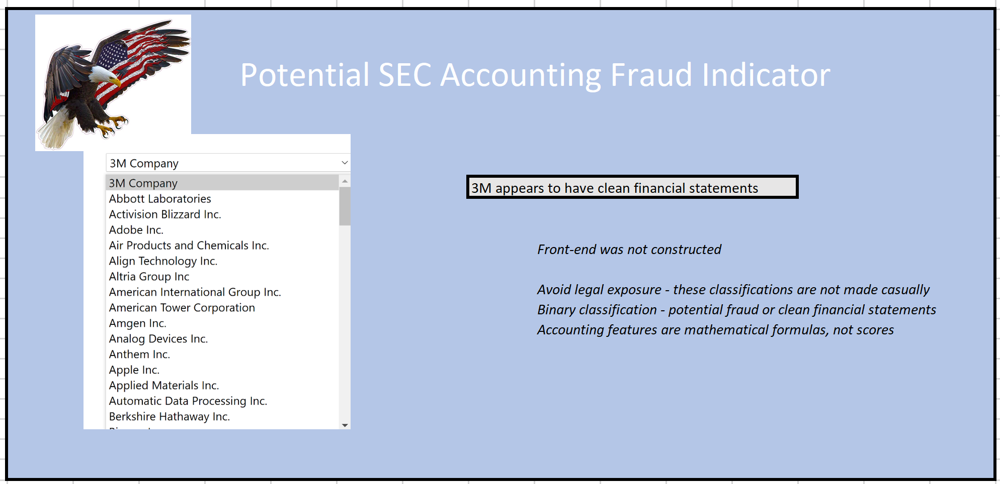 Potential SEC Accounting Fraud Indicator
3M Company
3M Company
Abbott Laboratories
Activision Blizzard Inc.
Adobe Inc.
Air Products and Chemicals Inc.
Align Technology Inc.
Altria Group Inc
American International Group Inc.
American Tower Corporation
Amgen Inc.
Analog Devices Inc.
Anthem Inc.
Apple Inc.
Applied Materials Inc.
Automatic Data Processing Inc.
Berkshire Hathaway Inc.
3M appears to have clean financial statements
Front-end was not constructed
Avoid legal exposure - these classifications are not made casually
Binary classification - potential fraud or clean financial statements
Accounting features are mathematical formulas, not scores